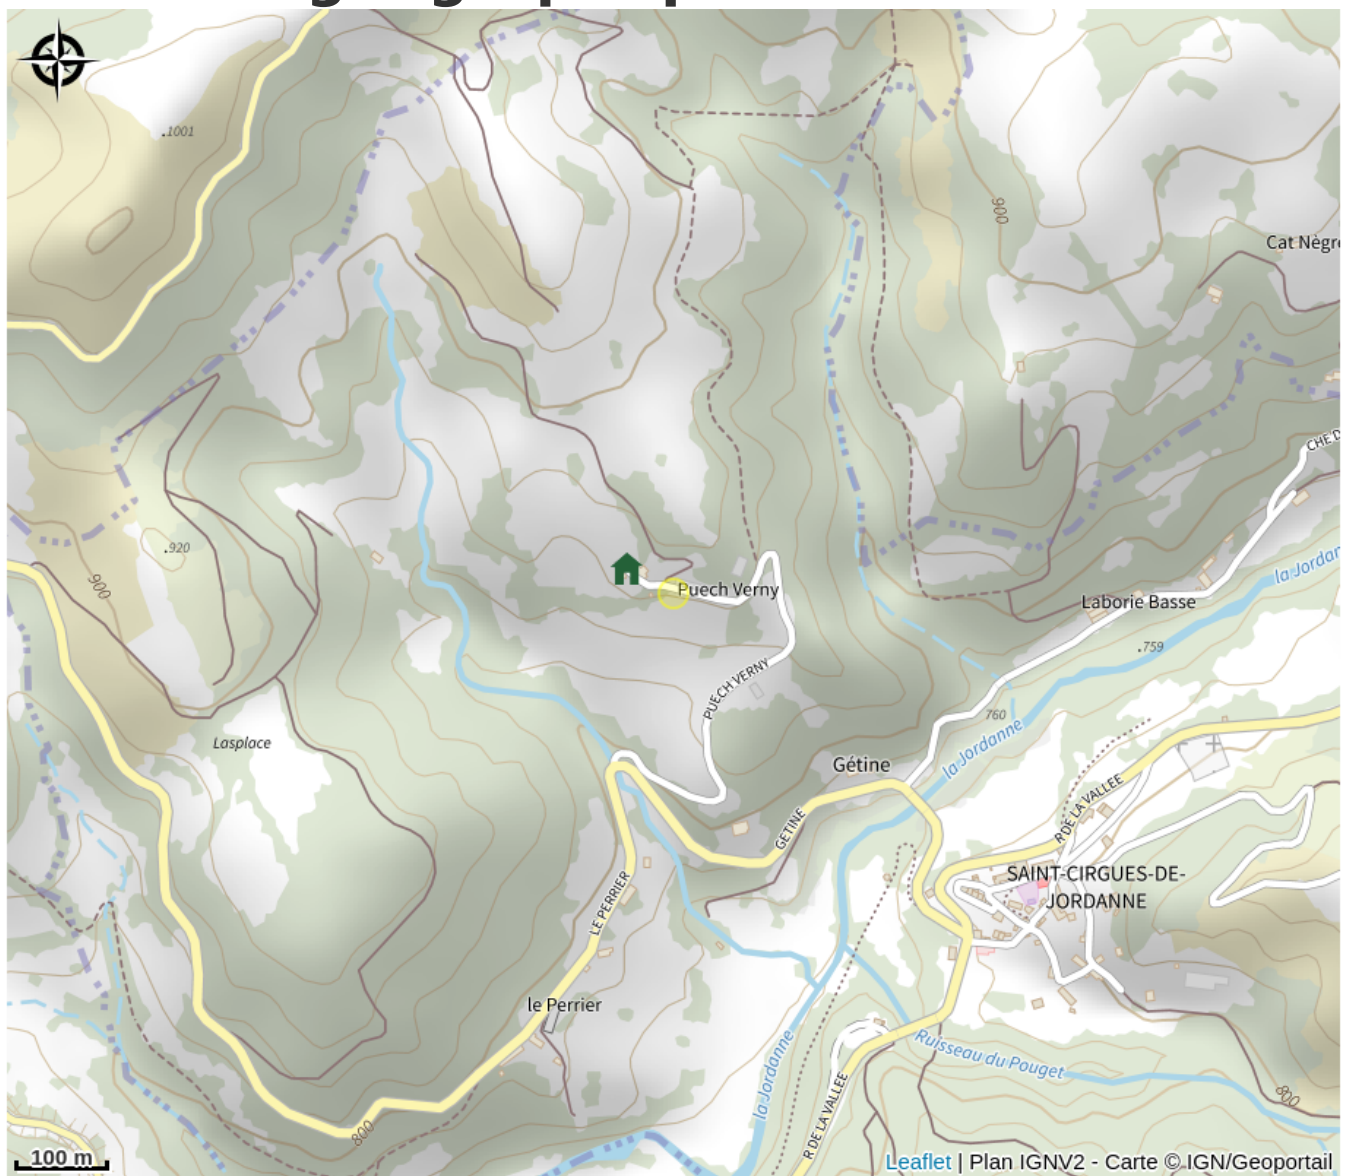 .1001
900
Cat Nègre
CHE D
.920
900
Puech Verny
la Jordan
Laborie Basse
.759
PUECH VERNY
760
la Jordanne
Lasplace
Gétine
R DE LA VALLEE
GETINE
SAINT-CIRGUES-DE-
JORDANNE
LE PERRIER
le Perrier
Ruisseau du Pouget
la Jordanne
R DE LA VALLEE
800
800
100 m
Leaflet | Plan IGNV2 - Carte © IGN/Geoportail